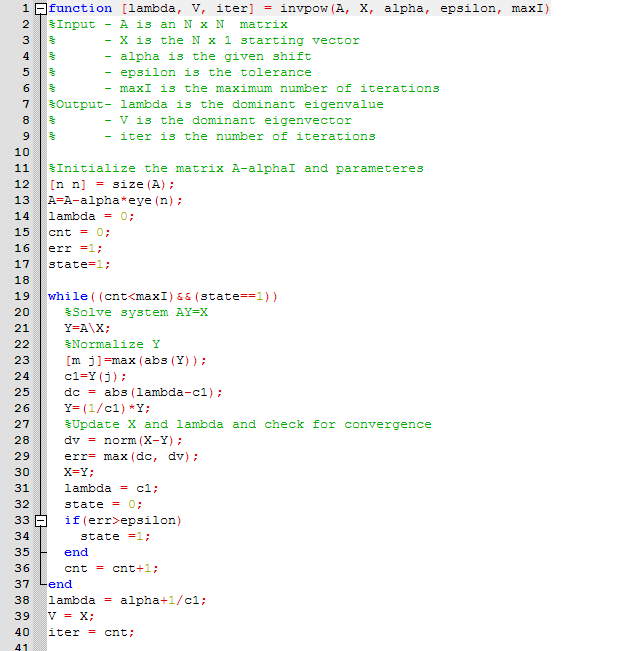 1 function [lambda, V, iter] = invpow(A, X, alpha, epsilon, maxI)
2 %Input - A is an N x N  matrix
3 %      - X is the N x 1 starting vector
4 %      - alpha is the given shift
5 %      - epsilon is the tolerance
6 %      - maxI is the maximum number of iterations
7 %Output- lambda is the dominant eigenvalue
8 %      - V is the dominant eigenvector
9 %      - iter is the number of iterations
10
11 %Initialize the matrix A-alphaI and parameteres
12 [n n] = size(A);
13 A=A-alpha*eye(n);
14 lambda = 0;
15 cnt = 0;
16 err =1;
17 state=1;
18
19 while((cnt<maxI)&&(state==1))
20   %Solve system AY=X
21   Y=A\X;
22   %Normalize Y
23   [m j]=max(abs(Y));
24   c1=Y(j);
25   dc = abs(lambda-c1);
26   Y=(1/c1)*Y;
27   %Update X and lambda and check for convergence
28   dv = norm(X-Y);
29   err= max(dc, dv);
30   X=Y;
31   lambda = c1;
32   state = 0;
33   if(err>epsilon)
34     state =1;
35   end
36   cnt = cnt+1;
37 end
38 lambda = alpha+1/c1;
39 V = X;
40 iter = cnt;
41